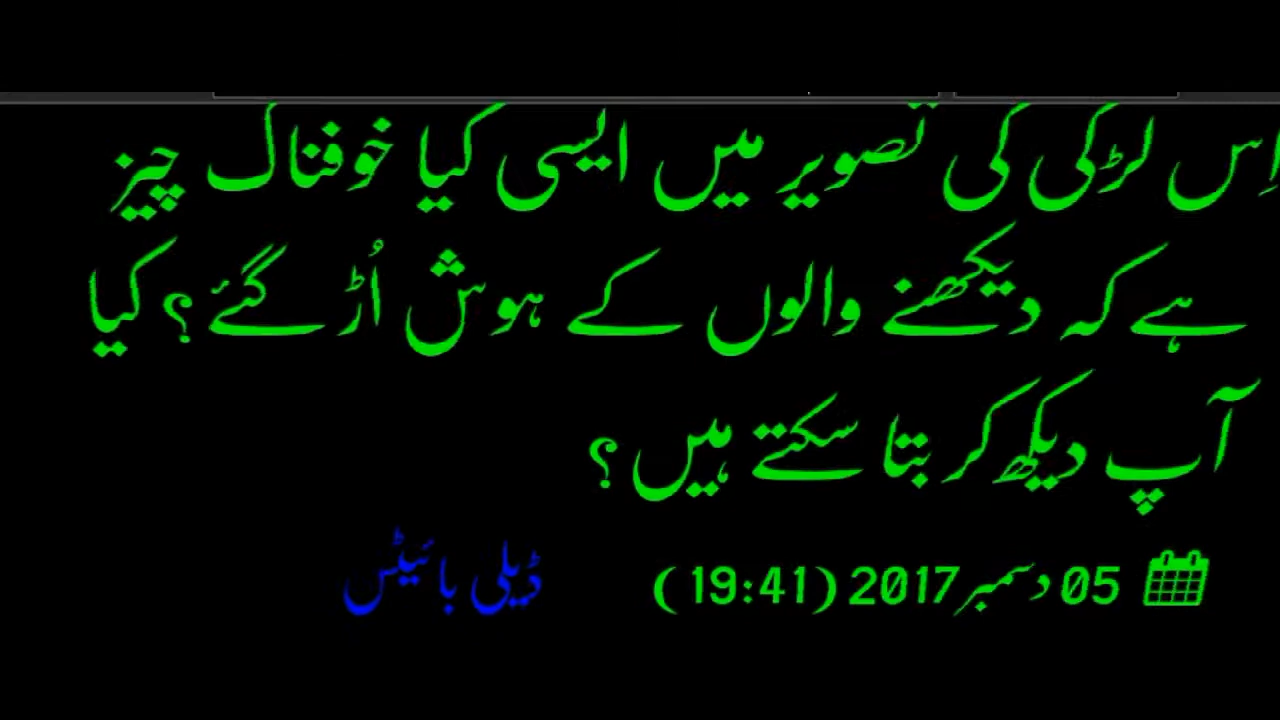 اِس لڑکی کی تصویر میں ایسی کیا خوفناک چیز
ہے کہ دیکھنے والوں کے ہوش اُڑ گئے؟ کیا
آپ دیکھ کر بتا سکتے ہیں؟
05 دسمبر 2017 (19:41) ڈیلی بائیٹس